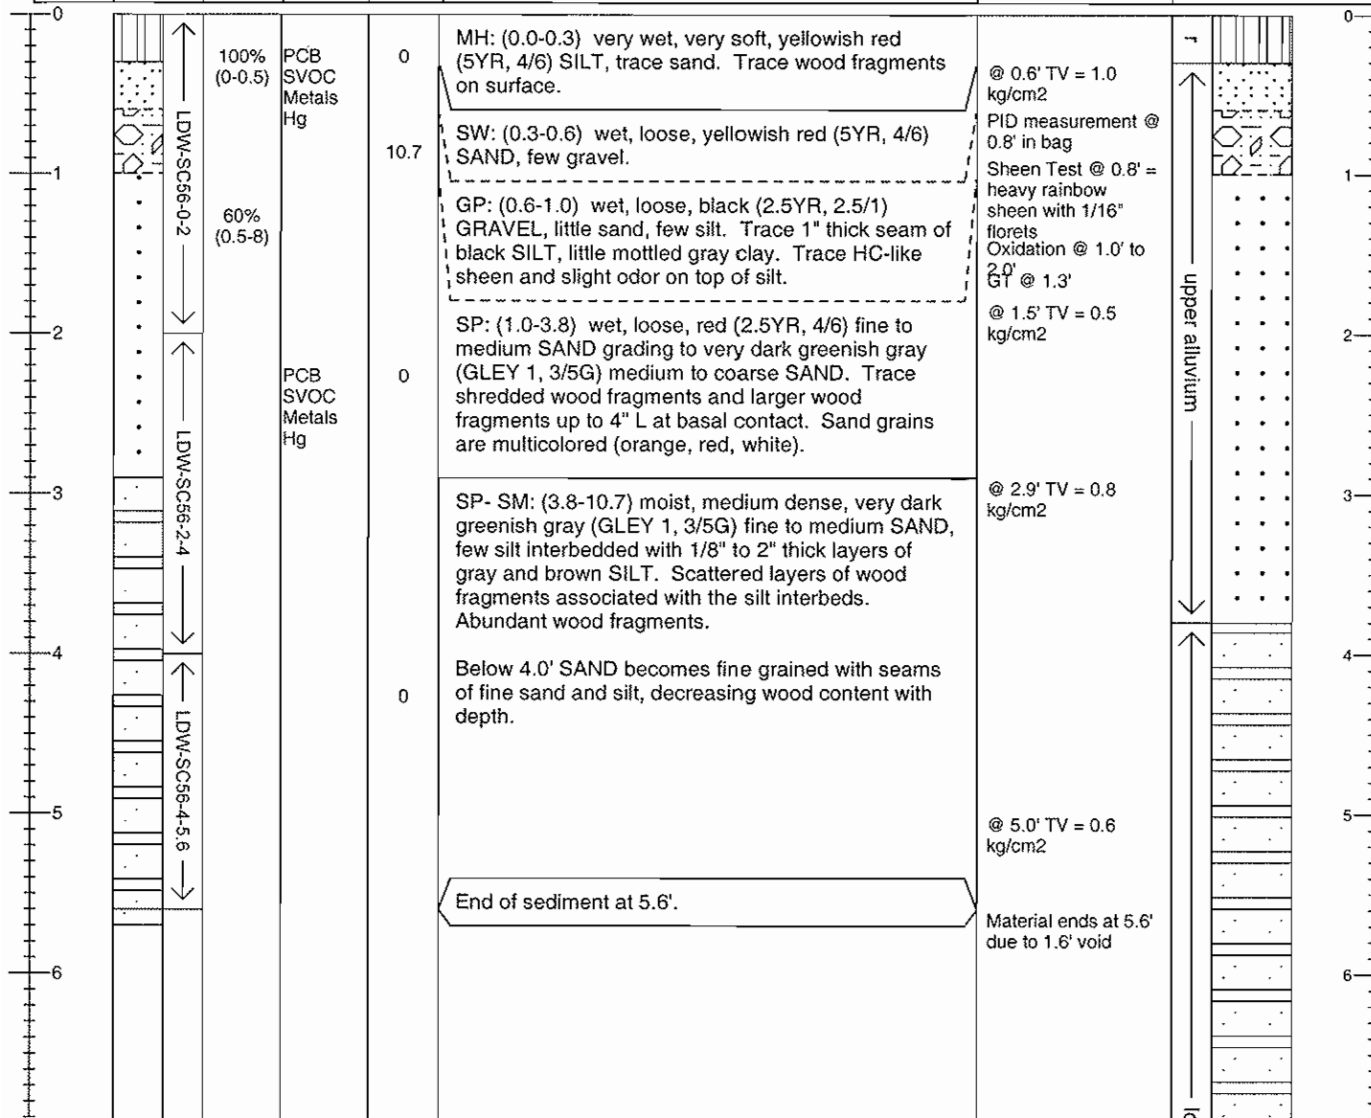 0
1
2
3
4
5
6
LDW-SC56-0-2
LDW-SC56-2-4
LDW-SC56-4-5.6
100%
(0-0.5)
60%
(0.5-8)
PCB
SVOC
Metals
Hg
PCB
SVOC
Metals
Hg
0
10.7
0
0
MH: (0.0-0.3) very wet, very soft, yellowish red
(5YR, 4/6) SILT, trace sand. Trace wood fragments
on surface.
SW: (0.3-0.6) wet, loose, yellowish red (5YR, 4/6)
SAND, few gravel.
GP: (0.6-1.0) wet, loose, black (2.5YR, 2.5/1)
GRAVEL, little sand, few silt. Trace 1" thick seam of
black SILT, little mottled gray clay. Trace HC-like
sheen and slight odor on top of silt.
SP: (1.0-3.8) wet, loose, red (2.5YR, 4/6) fine to
medium SAND grading to very dark greenish gray
(GLEY 1, 3/5G) medium to coarse SAND. Trace
shredded wood fragments and larger wood
fragments up to 4" L at basal contact. Sand grains
are multicolored (orange, red, white).
SP- SM: (3.8-10.7) moist, medium dense, very dark
greenish gray (GLEY 1, 3/5G) fine to medium SAND,
few silt interbedded with 1/8" to 2" thick layers of
gray and brown SILT. Scattered layers of wood
fragments associated with the silt interbeds.
Abundant wood fragments.
Below 4.0' SAND becomes fine grained with seams
of fine sand and silt, decreasing wood content with
depth.
End of sediment at 5.6'.
@ 0.6' TV = 1.0
kg/cm2
PID measurement @
0.8' in bag
Sheen Test @ 0.8' =
heavy rainbow
sheen with 1/16"
florets
Oxidation @ 1.0' to
2.0'
GT @ 1.3'
@ 1.5' TV = 0.5
kg/cm2
@ 2.9' TV = 0.8
kg/cm2
@ 5.0' TV = 0.6
kg/cm2
Material ends at 5.6'
due to 1.6' void
r
upper alluvium
0
1
2
3
4
5
6